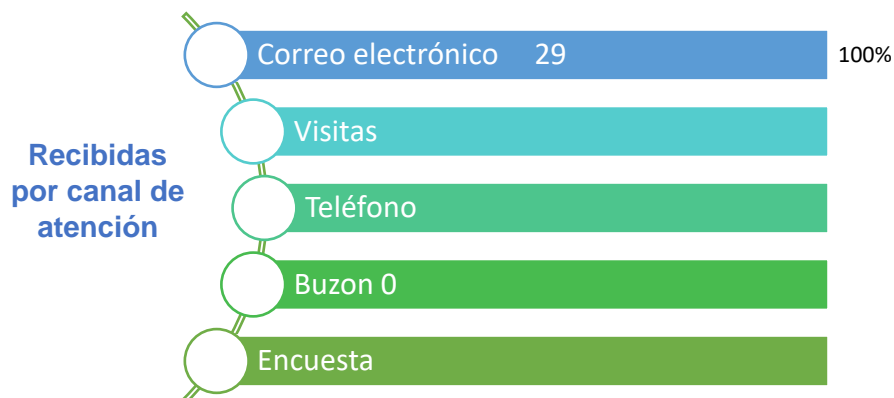 Recibidas
por canal de
atención
Correo electrónico 29
100%
Visitas
Teléfono
Buzon 0
Encuesta